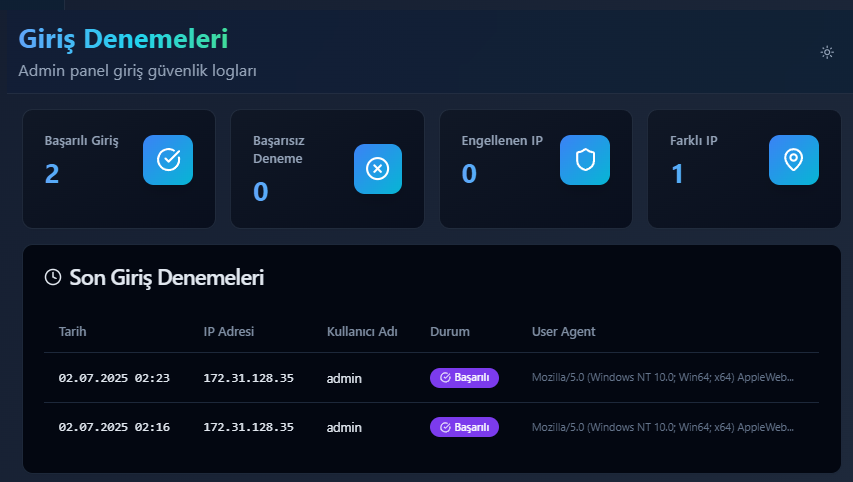 Giriş Denemeleri
Admin panel giriş güvenlik logları
Başarılı Giriş
2
Başarısız
Deneme
0
Engellenen IP
0
Farklı IP
1
Son Giriş Denemeleri
Tarih IP Adresi Kullanıcı Adı Durum User Agent
02.07.2025 02:23 172.31.128.35 admin Başarılı Mozilla/5.0 (Windows NT 10.0; Win64; x64) AppleWeb...
02.07.2025 02:16 172.31.128.35 admin Başarılı Mozilla/5.0 (Windows NT 10.0; Win64; x64) AppleWeb...